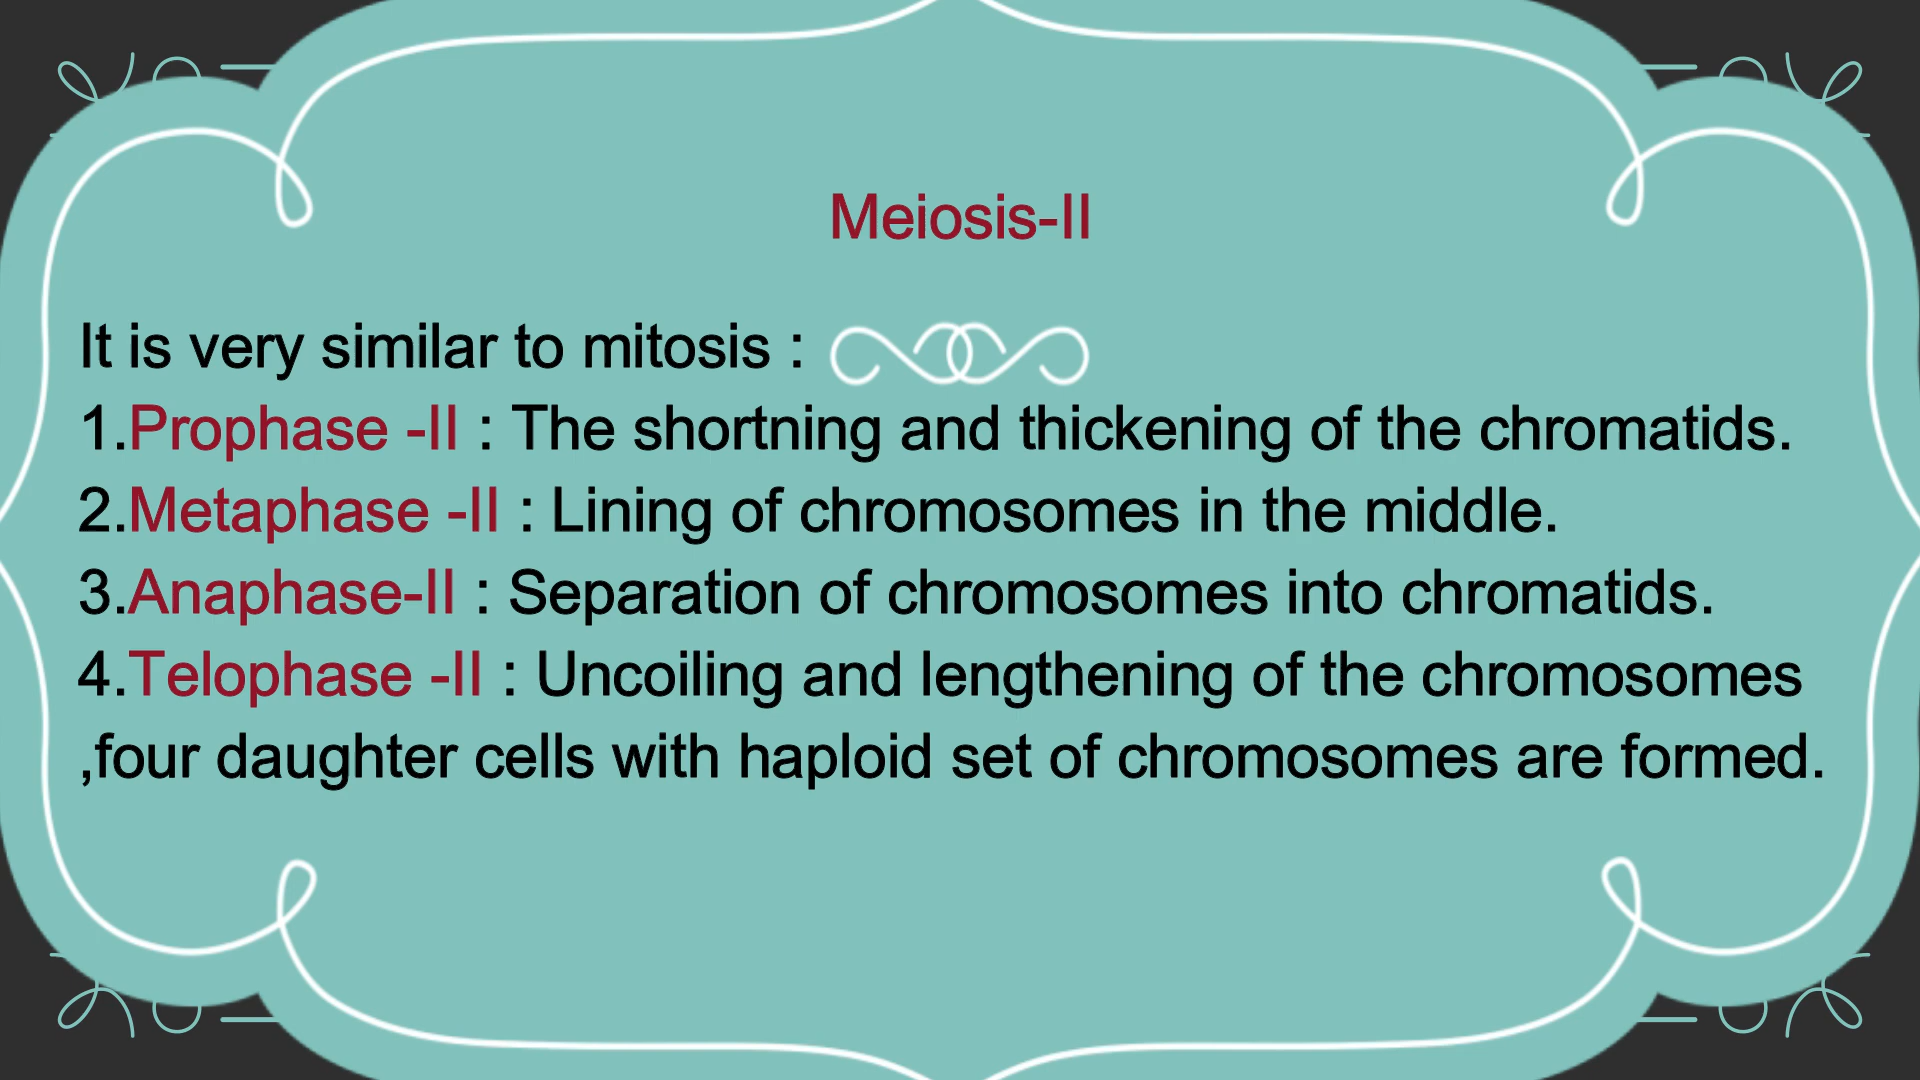 Meiosis-II
It is very similar to mitosis :
1.Prophase -II : The shortning and thickening of the chromatids.
2.Metaphase -II : Lining of chromosomes in the middle.
3.Anaphase-II : Separation of chromosomes into chromatids.
4.Telophase -II : Uncoiling and lengthening of the chromosomes
,four daughter cells with haploid set of chromosomes are formed.